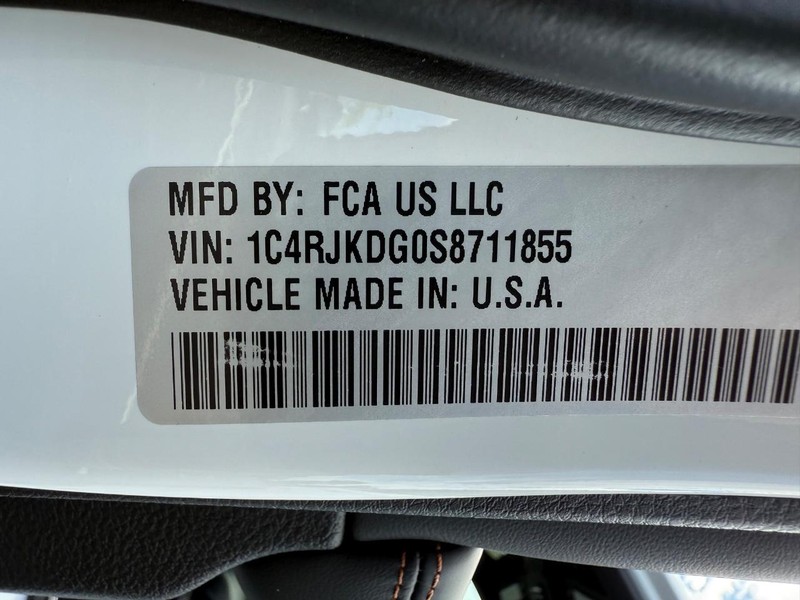 MFD BY: FCA US LLC
VIN: 1C4RJKDG0S8711855
VEHICLE MADE IN: U.S.A.